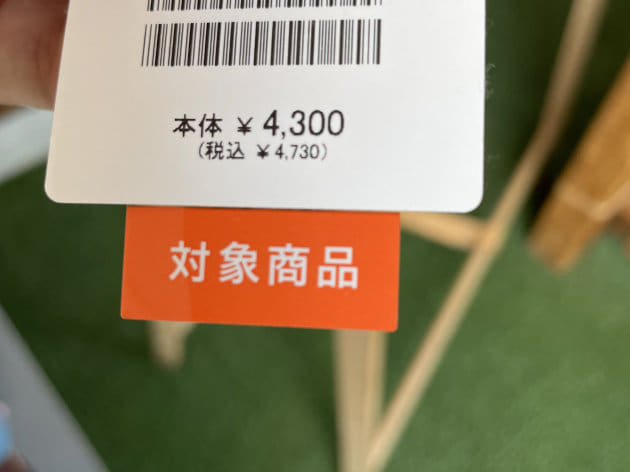 本体 ¥ 4,300
(税込 ¥ 4,730)
対象商品